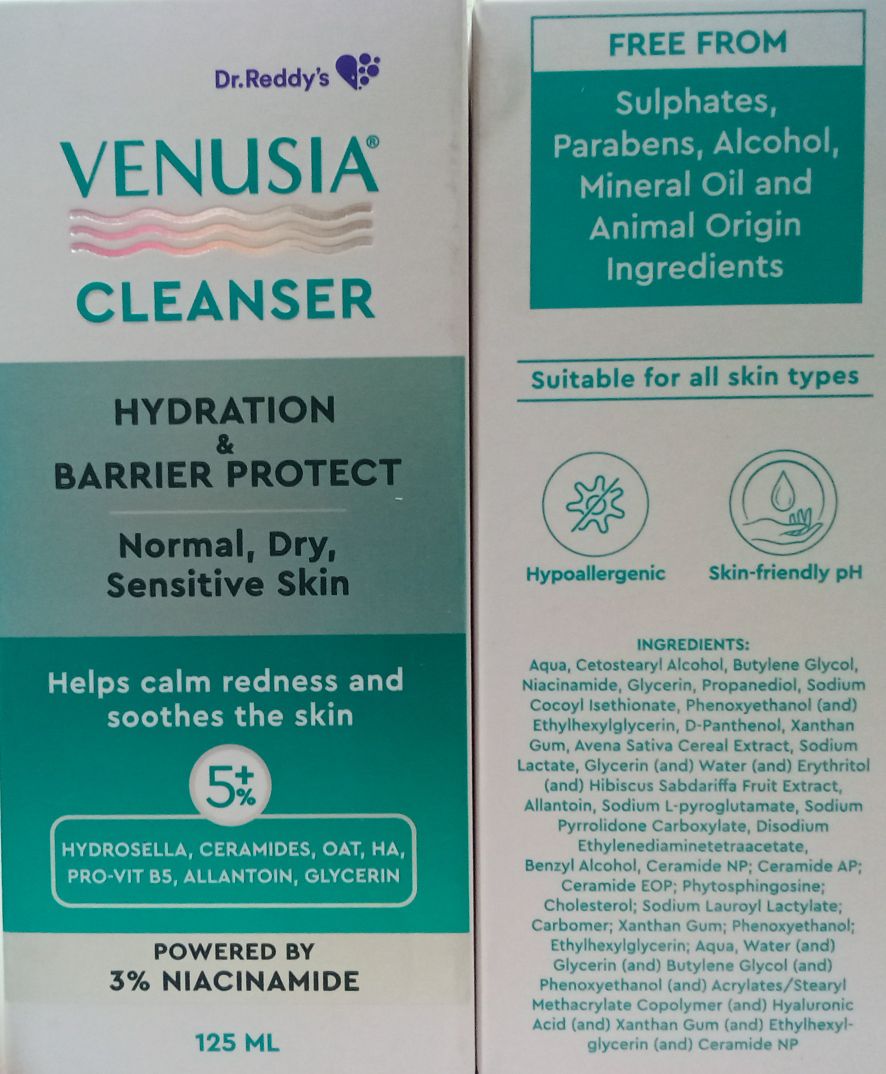 Dr.Reddy's
VENUSIA®
CLEANSER
HYDRATION
&
BARRIER PROTECT
Normal, Dry,
Sensitive Skin
Helps calm redness and
soothes the skin
5+%
HYDROSELLA, CERAMIDES, OAT, HA,
PRO-VIT B5, ALLANTOIN, GLYCERIN
POWERED BY
3% NIACINAMIDE
125 ML
FREE FROM
Sulphates,
Parabens, Alcohol,
Mineral Oil and
Animal Origin
Ingredients
Suitable for all skin types
Hypoallergenic
Skin-friendly pH
INGREDIENTS:
Aqua, Cetostearyl Alcohol, Butylene Glycol,
Niacinamide, Glycerin, Propanediol, Sodium
Cocoyl Isethionate, Phenoxyethanol (and)
Ethylhexylglycerin, D-Panthenol, Xanthan
Gum, Avena Sativa Cereal Extract, Sodium
Lactate, Glycerin (and) Water (and) Erythritol
(and) Hibiscus Sabdariffa Fruit Extract,
Allantoin, Sodium L-pyroglutamate, Sodium
Pyrrolidone Carboxylate, Disodium
Ethylenediaminetetraacetate,
Benzyl Alcohol, Ceramide NP; Ceramide AP;
Ceramide EOP; Phytosphingosine;
Cholesterol; Sodium Lauroyl Lactylate;
Carbomer; Xanthan Gum; Phenoxyethanol;
Ethylhexylglycerin; Aqua, Water (and)
Glycerin (and) Butylene Glycol (and)
Phenoxyethanol (and) Acrylates/Stearyl
Methacrylate Copolymer (and) Hyaluronic
Acid (and) Xanthan Gum (and) Ethylhexyl-
glycerin (and) Ceramide NP